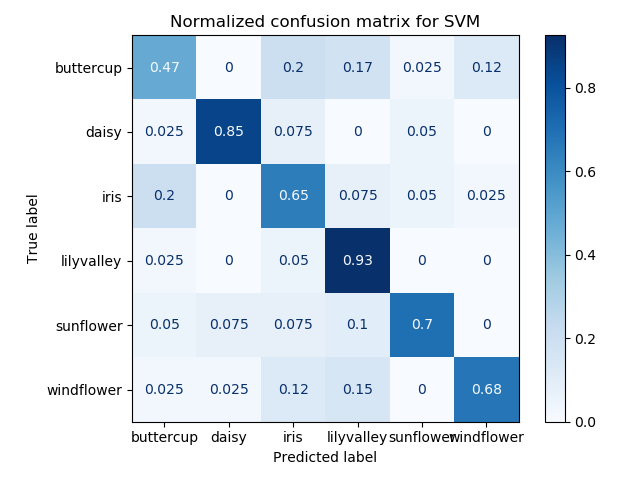 Normalized confusion matrix for SVM
buttercup 0.47 0 0.2 0.17 0.025 0.12
daisy 0.025 0.85 0.075 0 0.05 0
iris 0.2 0 0.65 0.075 0.05 0.025
lilyvalley 0.025 0 0.05 0.93 0 0
sunflower 0.05 0.075 0.075 0.1 0.7 0
windflower 0.025 0.025 0.12 0.15 0 0.68
buttercup daisy iris lilyvalley sunflower windflower
Predicted label
True label
0.8
0.6
0.4
0.2
0.0